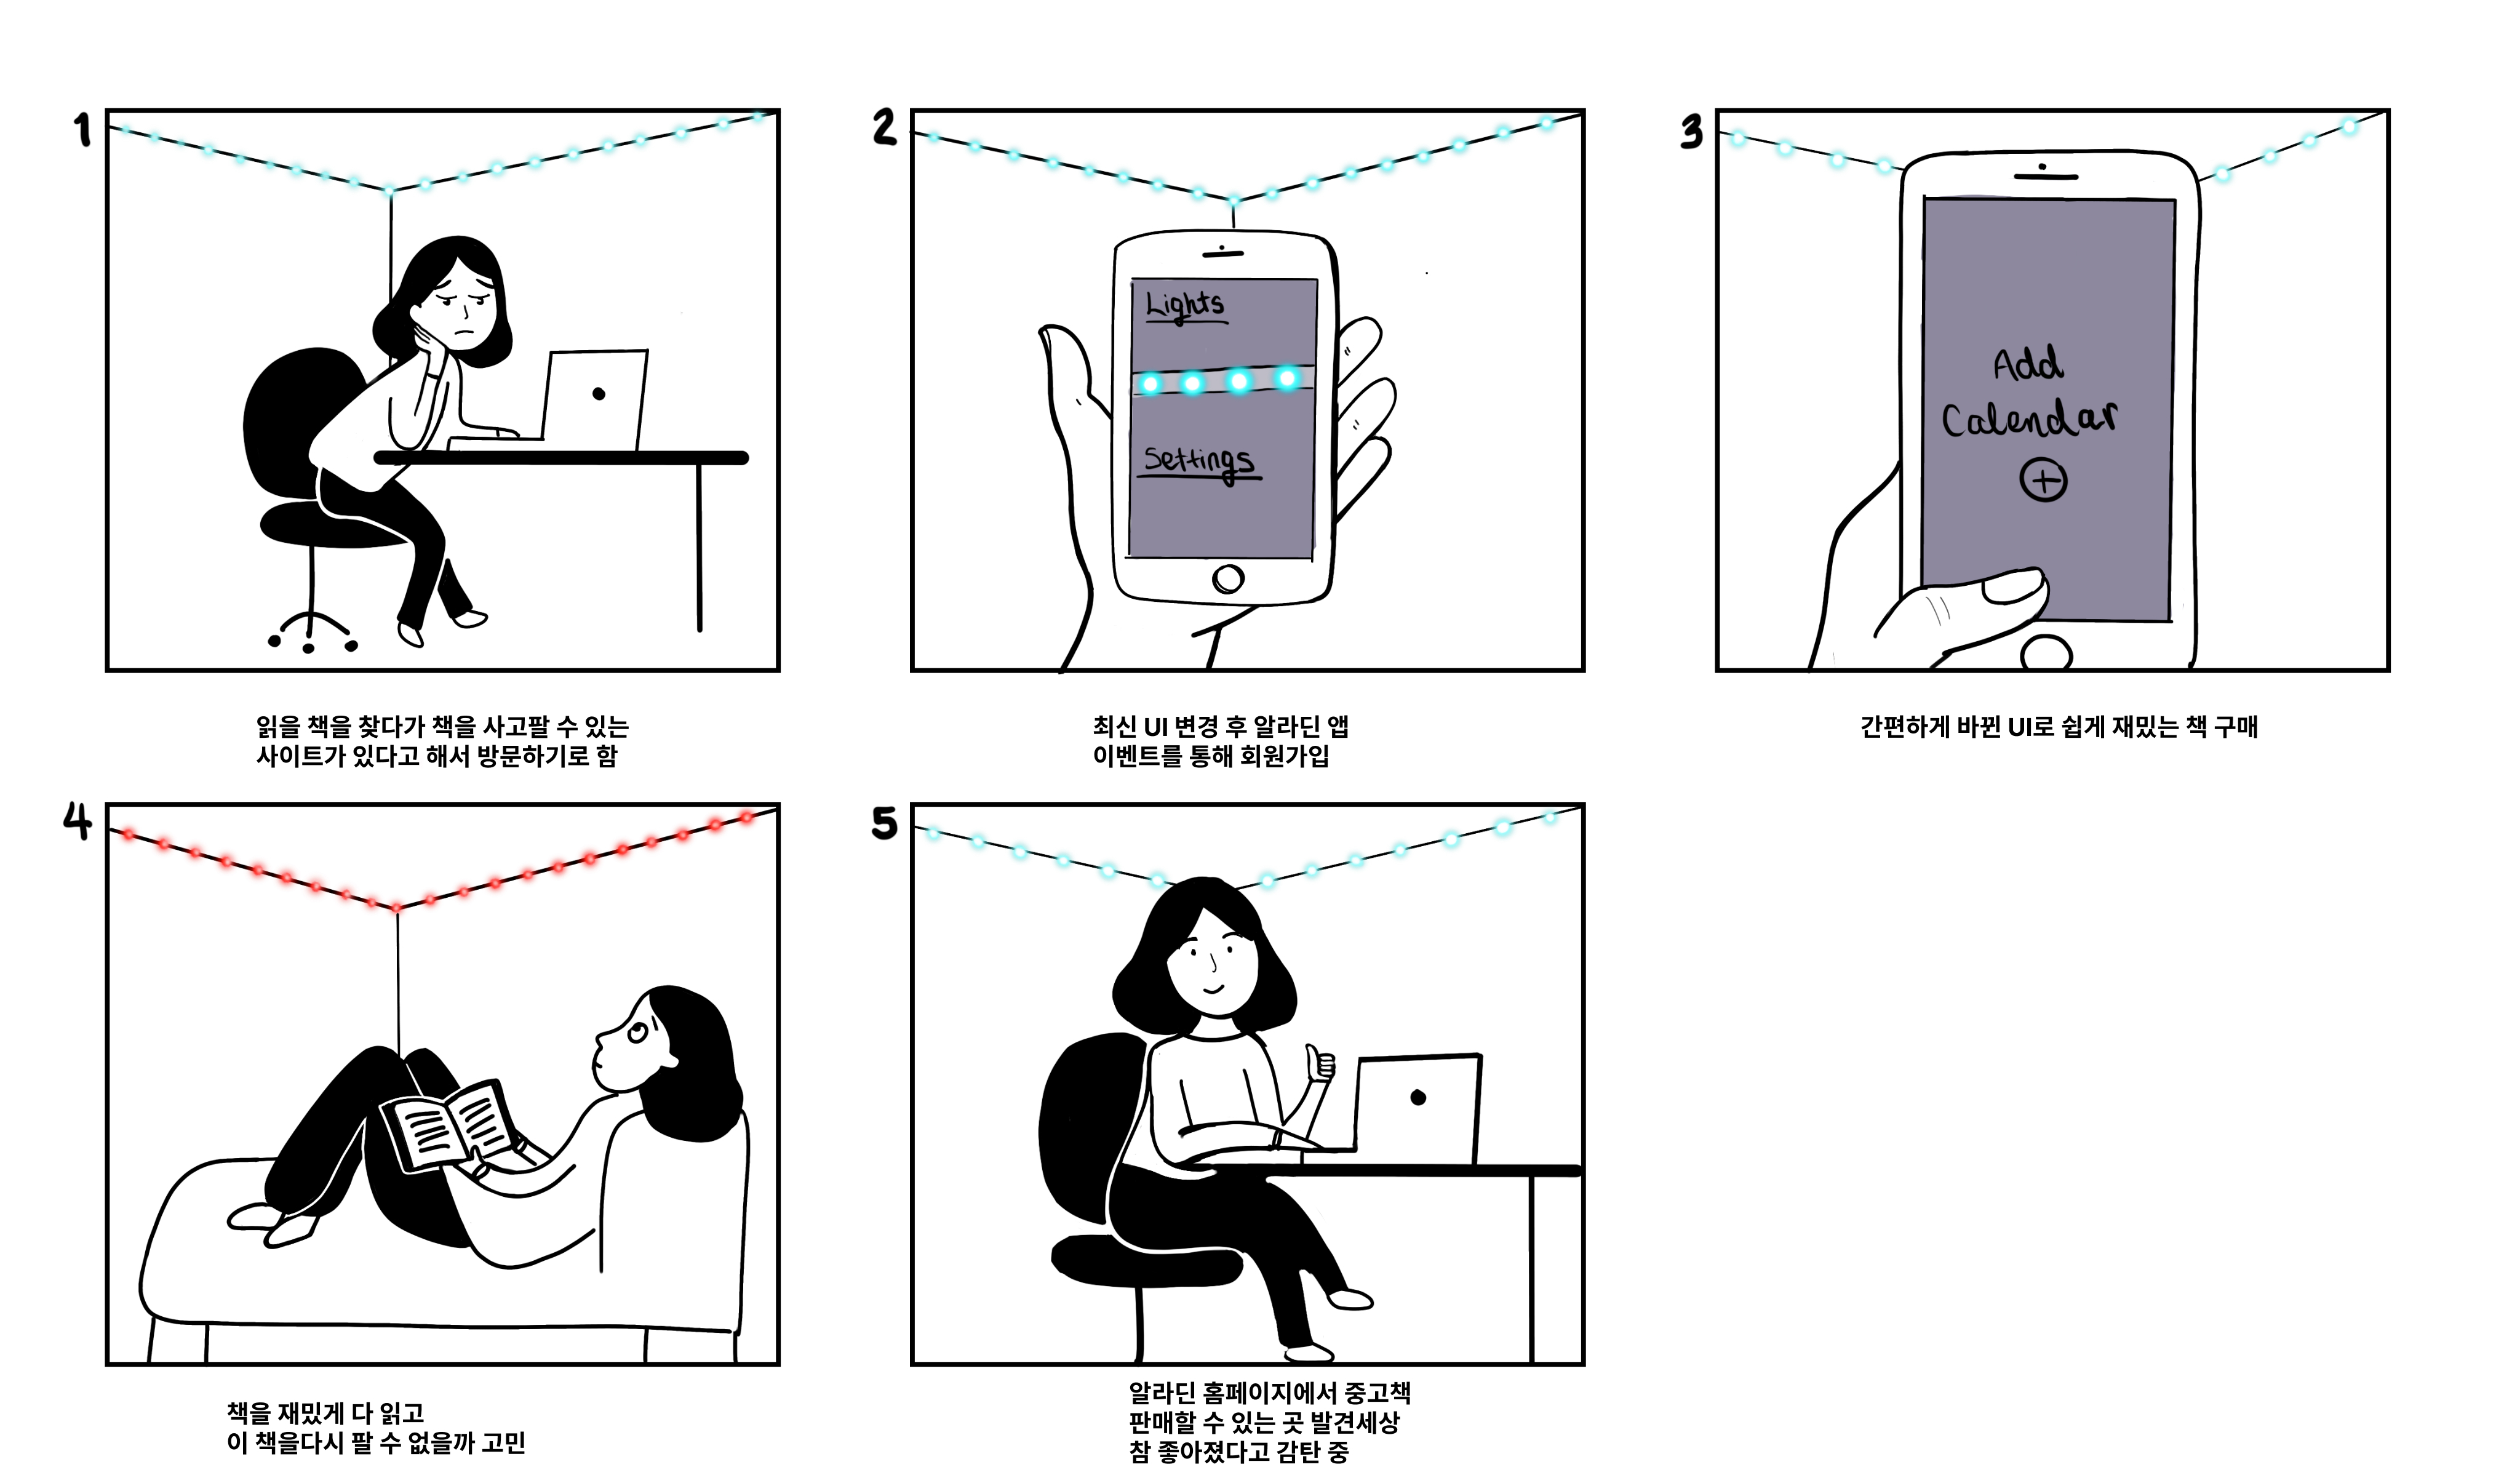 1
2
3
Lights
Settings
Add
Calendar
읽을 책을 찾다가 책을 사고팔 수 있는
사이트가 있다고 해서 방문하기로 함
최신 UI 변경 후 알라딘 앱
이벤트를 통해 회원가입
간편하게 바뀐 UI로 쉽게 재밌는 책 구매
4
5
책을 재밌게 다 읽고
이 책을다시 팔 수 없을까 고민
알라딘 홈페이지에서 중고책
판매할 수 있는 곳 발견세상
참 좋아졌다고 감탄 중